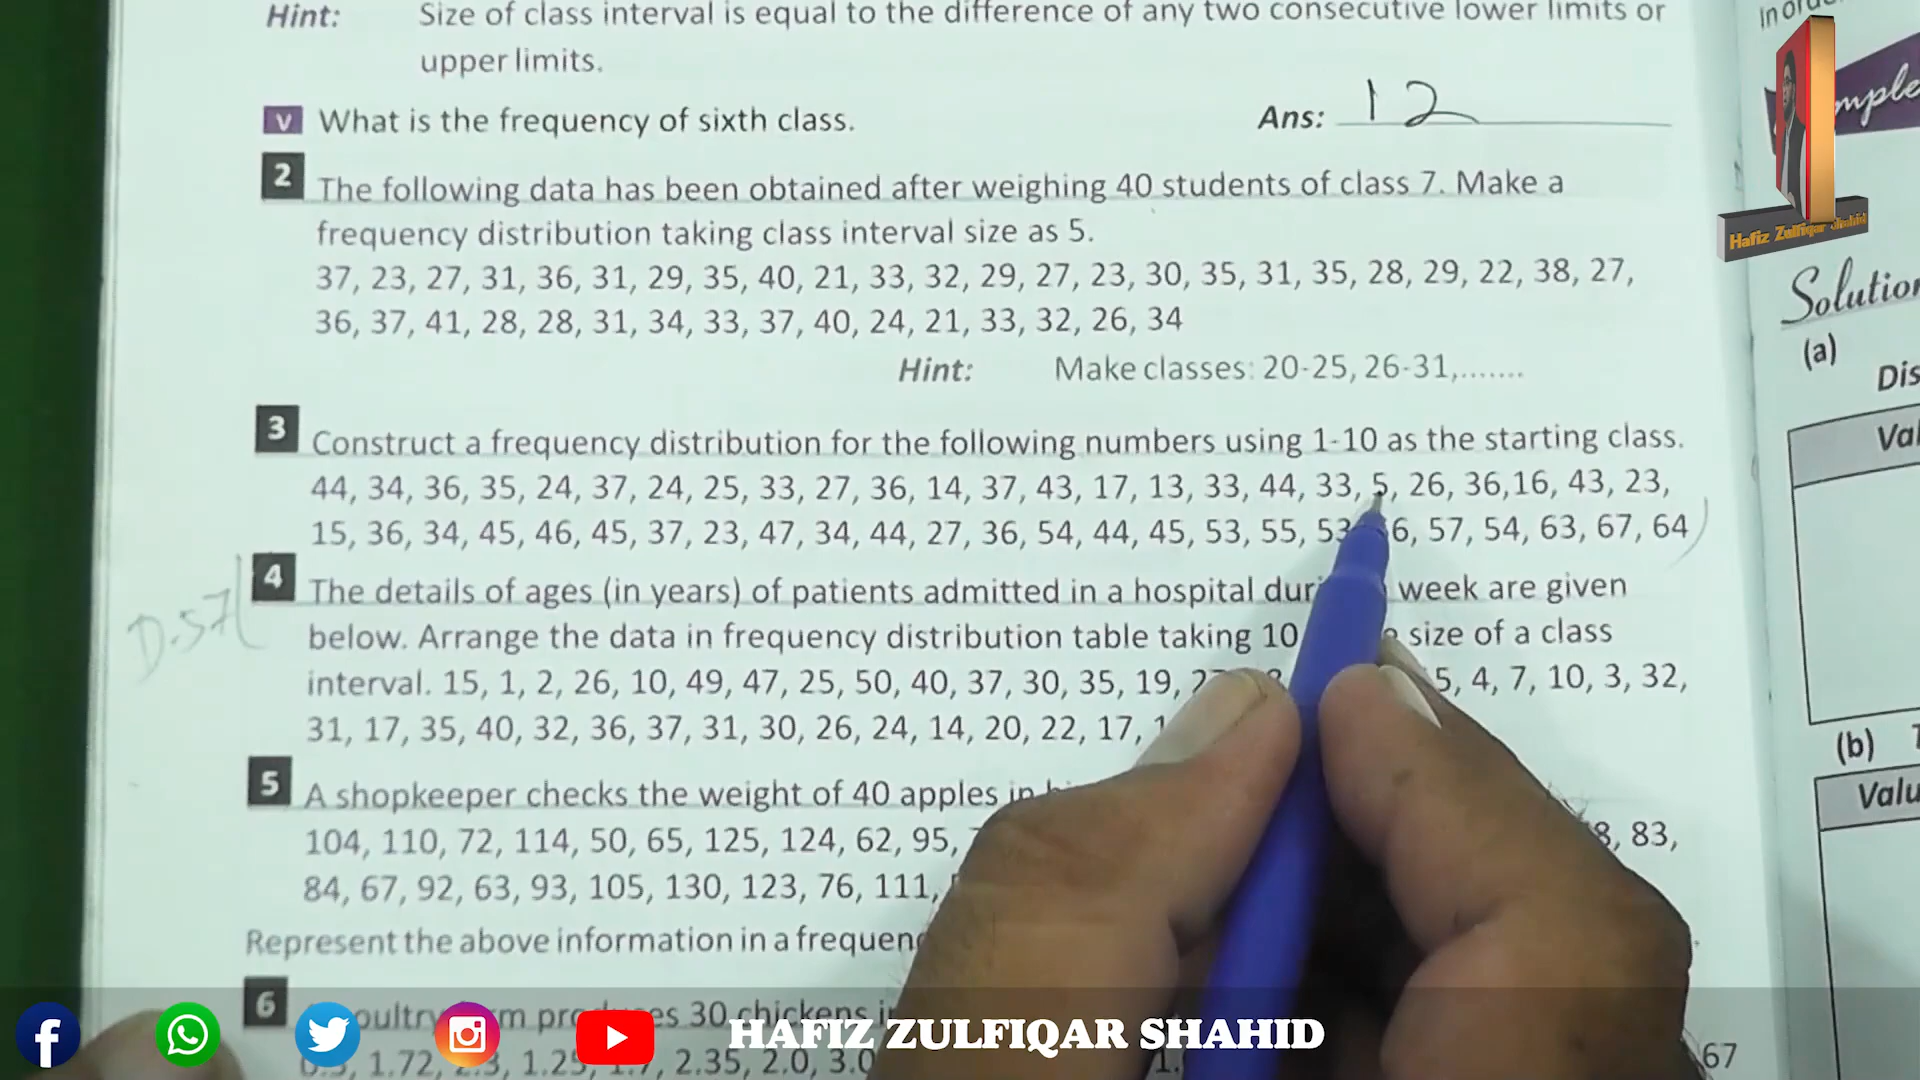 Hint: Size of class interval is equal to the difference of any two consecutive lower limits or
upper limits.
v What is the frequency of sixth class. Ans: 12
2 The following data has been obtained after weighing 40 students of class 7. Make a
frequency distribution taking class interval size as 5.
37, 23, 27, 31, 36, 31, 29, 35, 40, 21, 33, 32, 29, 27, 23, 30, 35, 31, 35, 28, 29, 22, 38, 27,
36, 37, 41, 28, 28, 31, 34, 33, 37, 40, 24, 21, 33, 32, 26, 34
Hint: Make classes: 20-25, 26-31,.......
3 Construct a frequency distribution for the following numbers using 1-10 as the starting class.
44, 34, 36, 35, 24, 37, 24, 25, 33, 27, 36, 14, 37, 43, 17, 13, 33, 44, 33, 5, 26, 36,16, 43, 23,
15, 36, 34, 45, 46, 45, 37, 23, 47, 34, 44, 27, 36, 54, 44, 45, 53, 55, 53 6, 57, 54, 63, 67, 64
D.57
4 The details of ages (in years) of patients admitted in a hospital week are given
below. Arrange the data in frequency distribution table taking 10 size of a class
interval. 15, 1, 2, 26, 10, 49, 47, 25, 50, 40, 37, 30, 35, 19, 5, 4, 7, 10, 3, 32,
31, 17, 35, 40, 32, 36, 37, 31, 30, 26, 24, 14, 20, 22, 17,
5 A shopkeeper checks the weight of 40 apples in
104, 110, 72, 114, 50, 65, 125, 124, 62, 95, 83,
84, 67, 92, 63, 93, 105, 130, 123, 76, 111,
Represent the above information in a
6 30 chickens
1.72, 2.35, 2.0, 3.0
67
Hafiz Zulfiqar Shahid
Solution
(a)
(b)
HAFIZ ZULFIQAR SHAHID